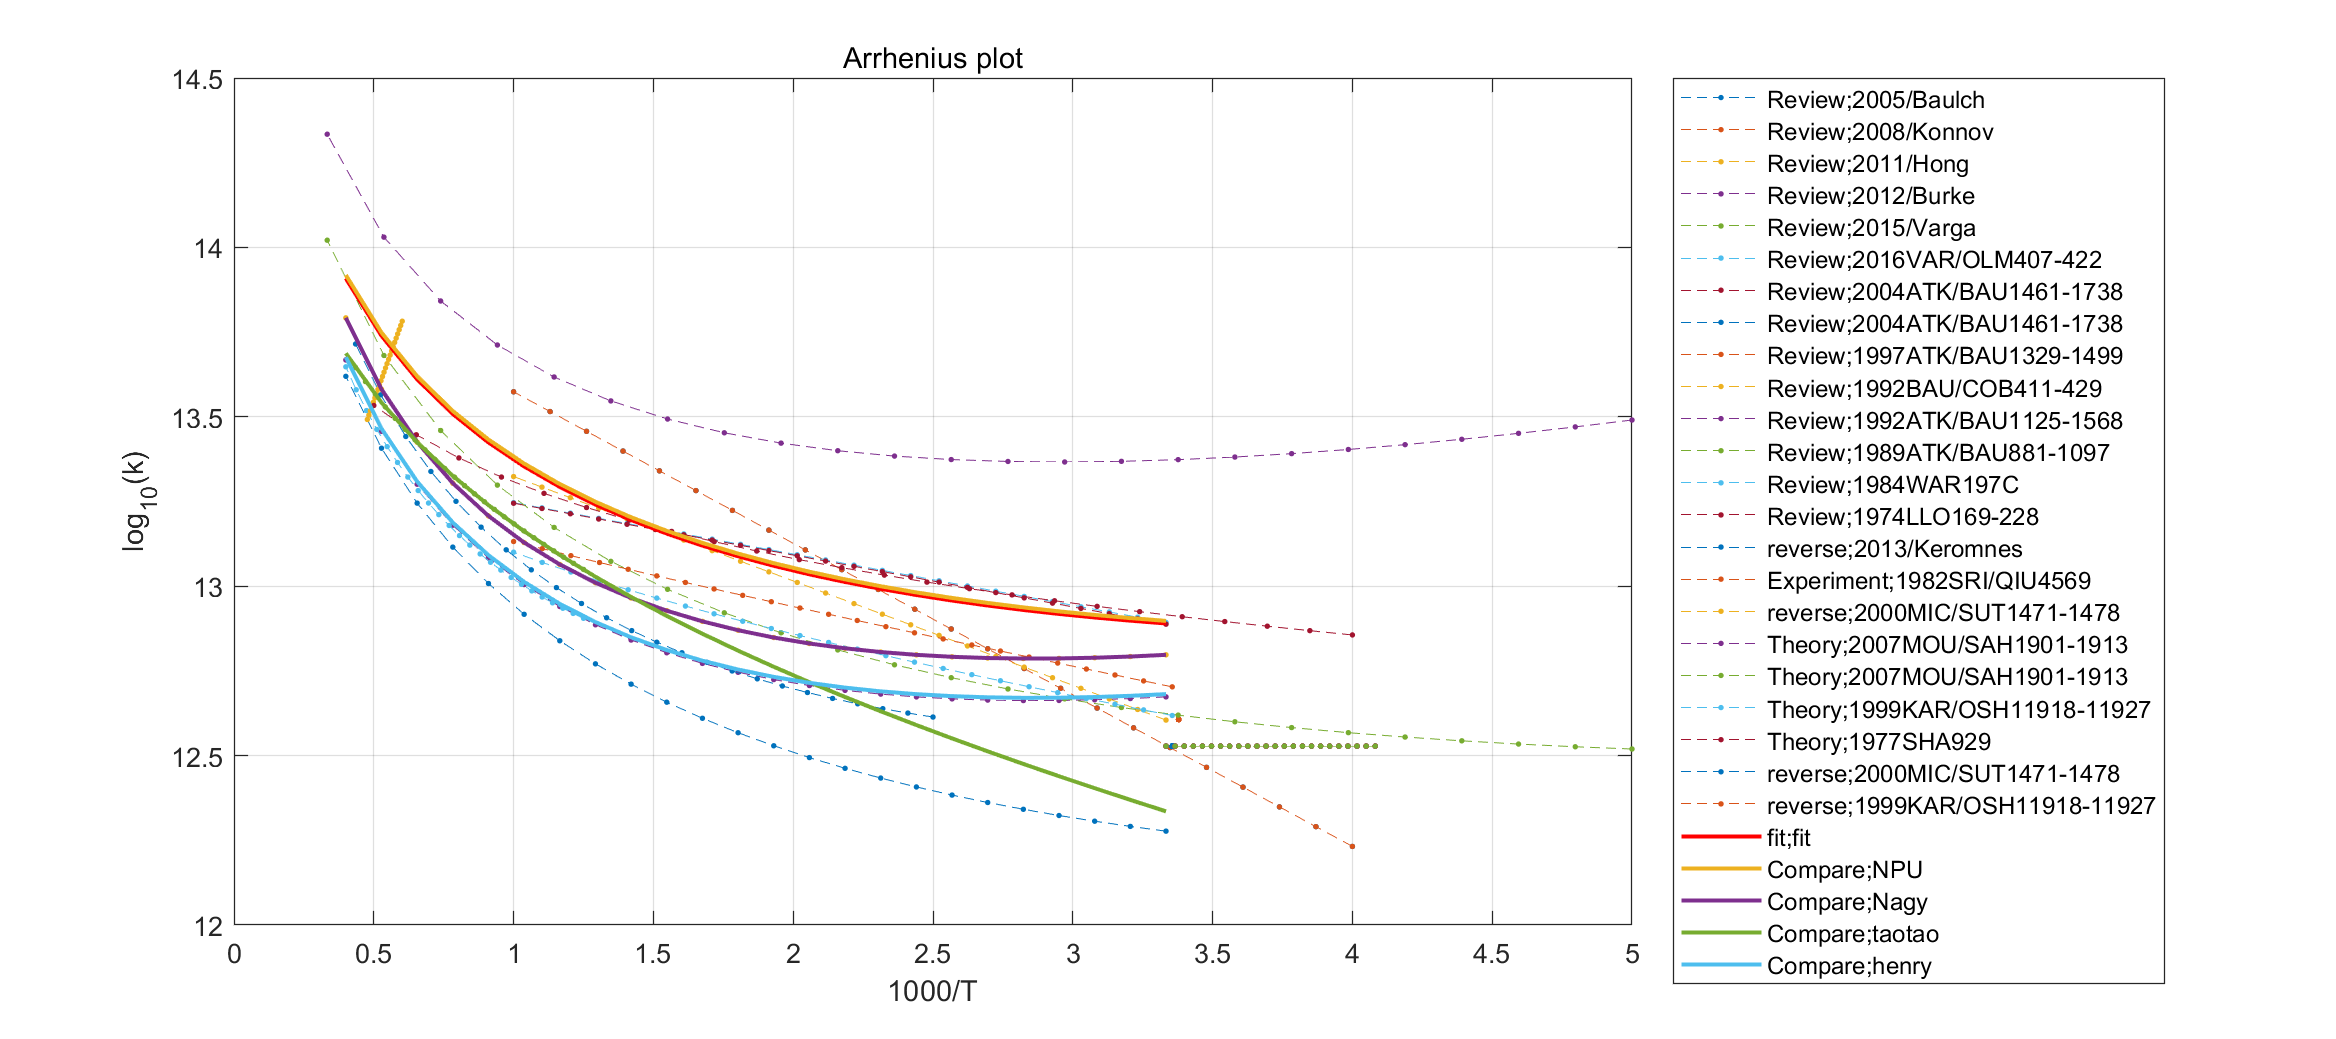 Arrhenius plot
14.5
14
13.5
13
12.5
12
log10(k)
0 0.5 1 1.5 2 2.5 3 3.5 4 4.5 5
1000/T
Review;2005/Baulch
Review;2008/Konnov
Review;2011/Hong
Review;2012/Burke
Review;2015/Varga
Review;2016VAR/OLM407-422
Review;2004ATK/BAU1461-1738
Review;2004ATK/BAU1461-1738
Review;1997ATK/BAU1329-1499
Review;1992BAU/COB411-429
Review;1992ATK/BAU1125-1568
Review;1989ATK/BAU881-1097
Review;1984WAR197C
Review;1974LLO169-228
reverse;2013/Keromnes
Experiment;1982SRI/QIU4569
reverse;2000MIC/SUT1471-1478
Theory;2007MOU/SAH1901-1913
Theory;2007MOU/SAH1901-1913
Theory;1999KAR/OSH11918-11927
Theory;1977SHA929
reverse;2000MIC/SUT1471-1478
reverse;1999KAR/OSH11918-11927
fit;fit
Compare;NPU
Compare;Nagy
Compare;taotao
Compare;henry